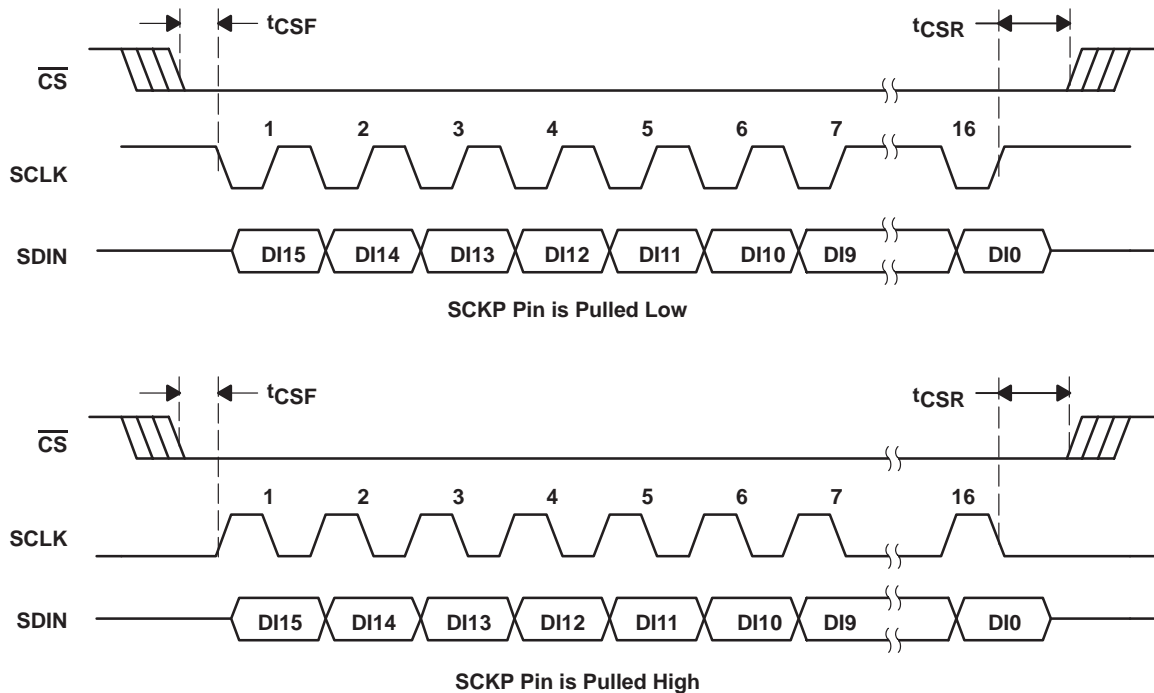 tCSF tCSR
CS
1 2 3 4 5 6 7 16
SCLK
SDIN DI15 DI14 DI13 DI12 DI11 DI10 DI9 DI0
SCKP Pin is Pulled Low
tCSF tCSR
CS
1 2 3 4 5 6 7 16
SCLK
SDIN DI15 DI14 DI13 DI12 DI11 DI10 DI9 DI0
SCKP Pin is Pulled High